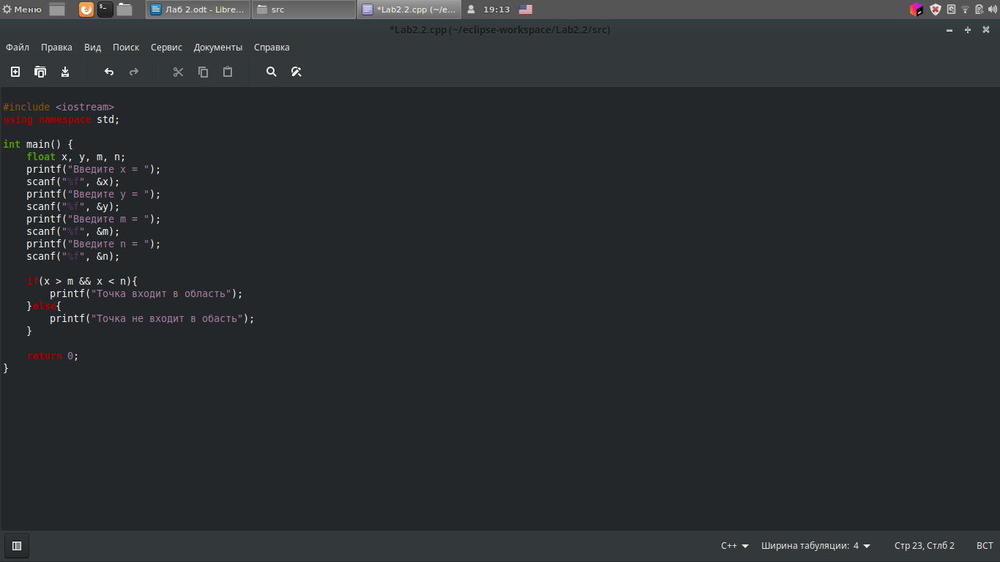 Меню
Лаб 2.odt - Libre...
src
*Lab2.2.cpp (~/e...
19:13
*Lab2.2.cpp (~/eclipse-workspace/Lab2.2/src)
Файл Правка Вид Поиск Сервис Документы Справка
#include <iostream>
using namespace std;
int main() {
float x, y, m, n;
printf("Введите x = ");
scanf("%f", &x);
printf("Введите y = ");
scanf("%f", &y);
printf("Введите m = ");
scanf("%f", &m);
printf("Введите n = ");
scanf("%f", &n);
if(x > m && x < n){
printf("Точка входит в область");
}else{
printf("Точка не входит в обасть");
}
return 0;
}
C++ Ширина табуляции: 4 Стр 23, Стлб 2 ВСТ